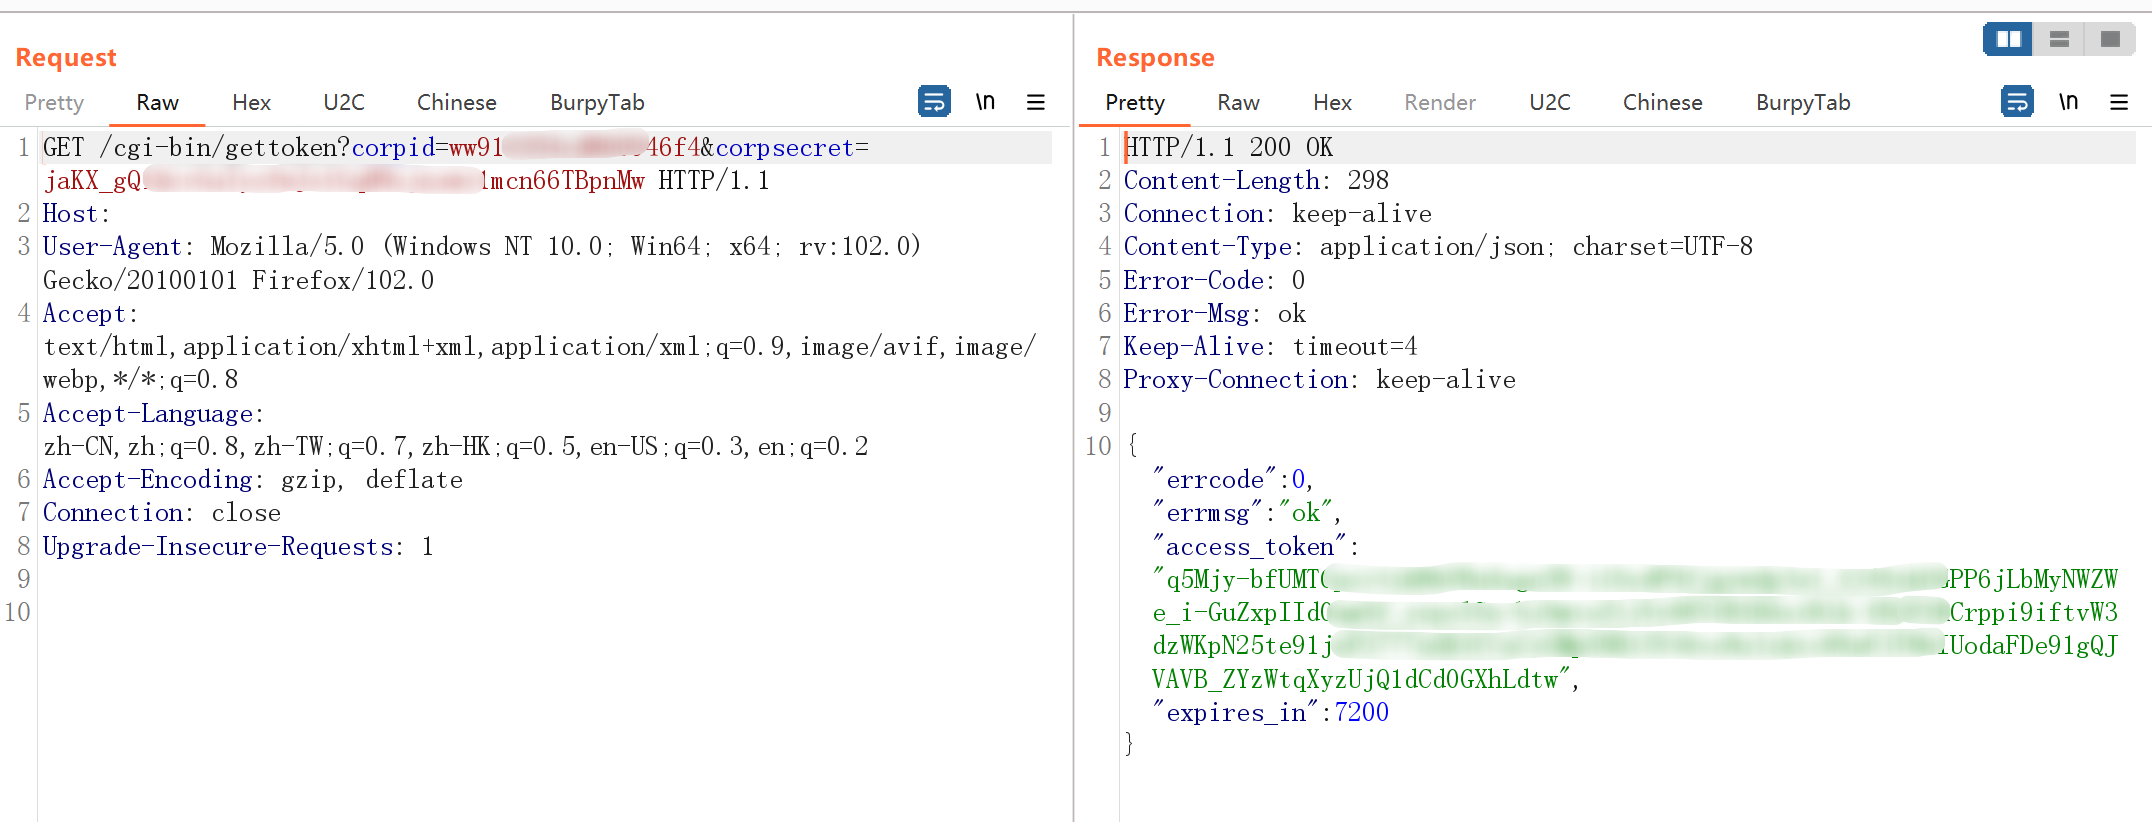 Request
Pretty Raw Hex U2C Chinese BurpyTab \n
1 GET /cgi-bin/gettoken?corpid=ww91 46f4&corpsecret=
jaKX_gQ 1mcn66TBpnMw HTTP/1.1
2 Host:
3 User-Agent: Mozilla/5.0 (Windows NT 10.0; Win64; x64; rv:102.0)
Gecko/20100101 Firefox/102.0
4 Accept:
text/html,application/xhtml+xml,application/xml;q=0.9,image/avif,image/
webp,*/*;q=0.8
5 Accept-Language:
zh-CN,zh;q=0.8,zh-TW;q=0.7,zh-HK;q=0.5,en-US;q=0.3,en;q=0.2
6 Accept-Encoding: gzip, deflate
7 Connection: close
8 Upgrade-Insecure-Requests: 1
9
10
Response
Pretty Raw Hex Render U2C Chinese BurpyTab \n
1 HTTP/1.1 200 OK
2 Content-Length: 298
3 Connection: keep-alive
4 Content-Type: application/json; charset=UTF-8
5 Error-Code: 0
6 Error-Msg: ok
7 Keep-Alive: timeout=4
8 Proxy-Connection: keep-alive
9
10 {
"errcode":0,
"errmsg":"ok",
"access_token":
"q5Mjy-bfUMT PP6jLbMyNWZW
e_i-GuZxpIId Crppi9iftvW3
dzWKpN25te91j UodaFDe91gQJ
VAVB_ZYzWtqXyzUjQ1dCd0GXhLdtw",
"expires_in":7200
}